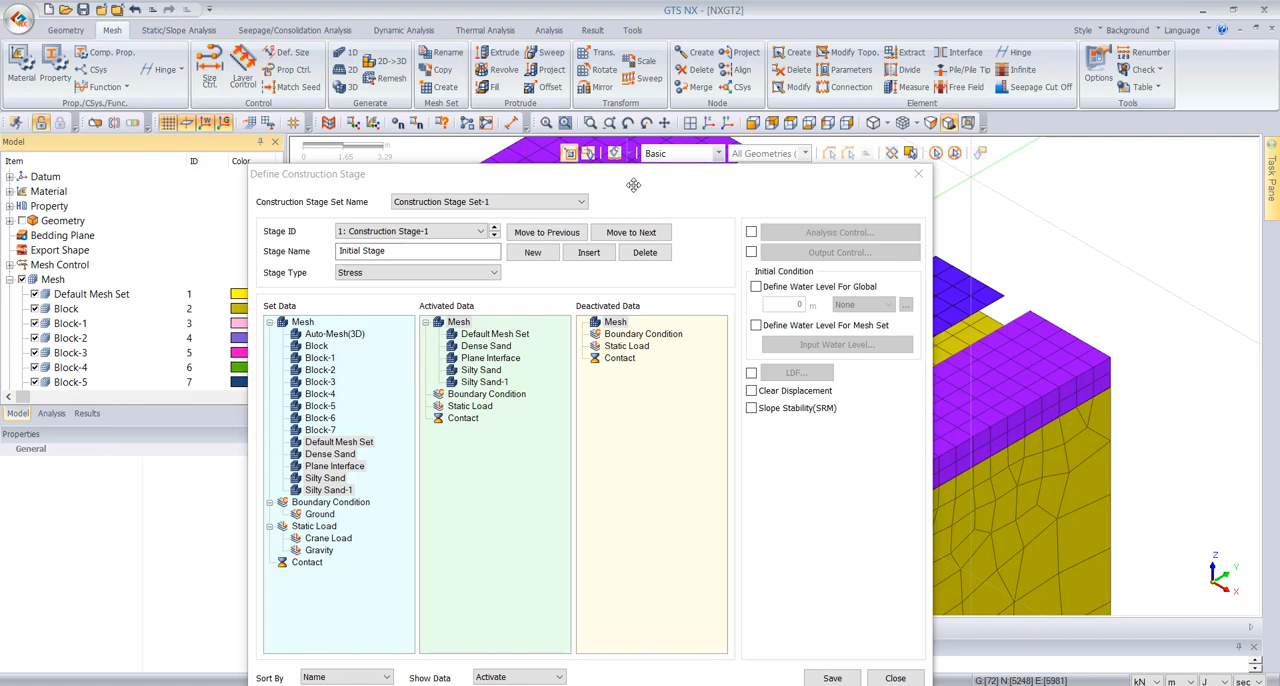 GTS NX - [NXGT2]
Geometry Mesh Static/Slope Analysis Seepage/Consolidation Analysis Dynamic Analysis Thermal Analysis Analysis Result Tools Style Background Language
Material Property Comp. Prop. CSys Function Hinge
Size Ctrl. Layer Control Def. Size Prop Ctrl. Match Seed
1D 2D 3D 2D->3D Remesh
Rename Copy Create
Extrude Revolve Fill Sweep Project Offset
Trans. Rotate Mirror Scale Sweep
Create Delete Merge Project Align CSys
Create Delete Modify Modify Topo. Parameters Connection Extract Divide Measure Interface Pile/Pile Tip Free Field Hinge Infinite Seepage Cut Off
Options Renumber Check Table
Prop./CSys./Func. Control Generate Mesh Set Protrude Transform Node Element Tools
Model
Item ID Color
Datum
Material
Property
Geometry
Bedding Plane
Export Shape
Mesh Control
Mesh
Default Mesh Set 1
Block 2
Block-1 3
Block-2 4
Block-3 5
Block-4 6
Block-5 7
Model Analysis Results
Properties
General
1.65 3.29
m
Basic
All Geometries (
Task Pane
Define Construction Stage
Construction Stage Set Name Construction Stage Set-1
Stage ID 1: Construction Stage-1 Move to Previous Move to Next
Stage Name Initial Stage New Insert Delete
Stage Type Stress
Set Data
Mesh
Auto-Mesh(3D)
Block
Block-1
Block-2
Block-3
Block-4
Block-5
Block-6
Block-7
Default Mesh Set
Dense Sand
Plane Interface
Silty Sand
Silty Sand-1
Boundary Condition
Ground
Static Load
Crane Load
Gravity
Contact
Activated Data
Mesh
Default Mesh Set
Dense Sand
Plane Interface
Silty Sand
Silty Sand-1
Boundary Condition
Static Load
Contact
Deactivated Data
Mesh
Boundary Condition
Static Load
Contact
Analysis Control...
Output Control...
Initial Condition
Define Water Level For Global
0 m None ...
Define Water Level For Mesh Set
Input Water Level...
LDF...
Clear Displacement
Slope Stability(SRM)
Sort By Name Show Data Activate Save Close
Z
Y
X
G:[72] N:[5248] E:[5981] kN m J sec